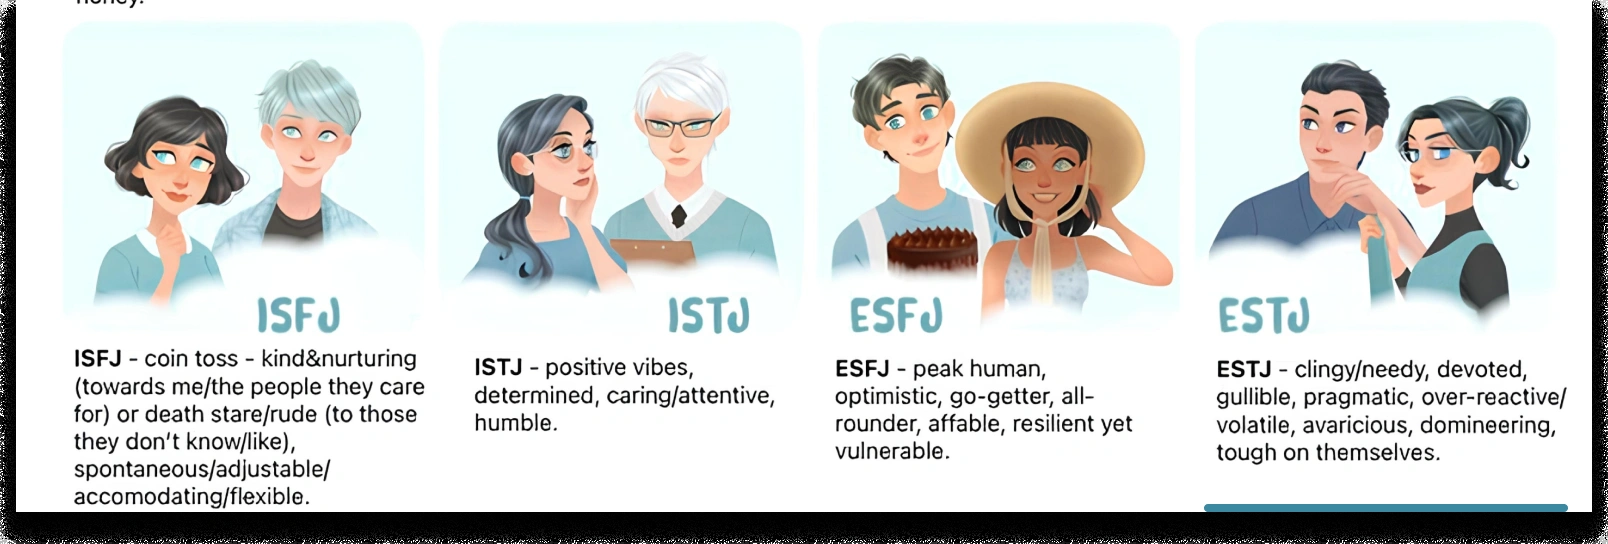 honey.
ISFJ
ISTJ
ESFJ
ESTJ
ISFJ - coin toss - kind&nurturing
(towards me/the people they care
for) or death stare/rude (to those
they don't know/like),
spontaneous/adjustable/
accomodating/flexible.
ISTJ - positive vibes,
determined, caring/attentive,
humble.
ESFJ - peak human,
optimistic, go-getter, all-
rounder, affable, resilient yet
vulnerable.
ESTJ - clingy/needy, devoted,
gullible, pragmatic, over-reactive/
volatile, avaricious, domineering,
tough on themselves.